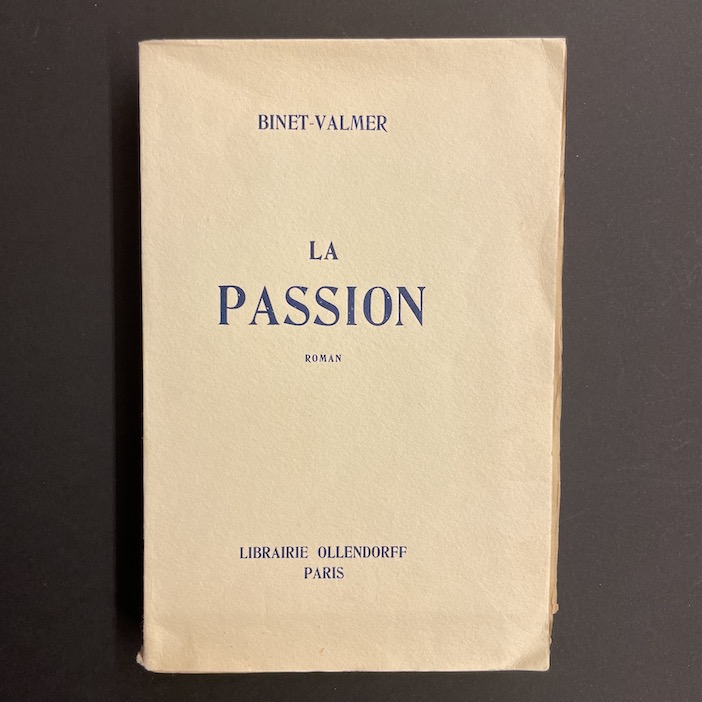 BINET-VALMER
LA
PASSION
ROMAN
LIBRAIRIE OLLENDORFF
PARIS